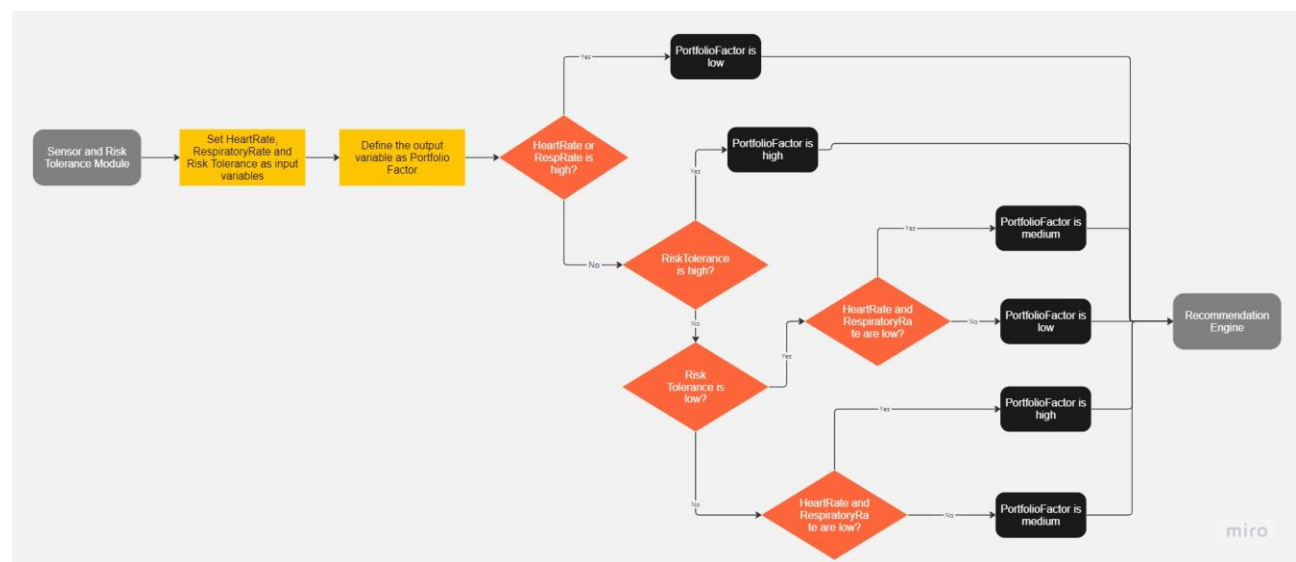 PortfolioFactor is
low
Yes
Sensor and Risk
Tolerance Module
Set HeartRate,
RespiratoryRate and
Risk Tolerance as input
variables
Define the output
variable as Portfolio
Factor
HeartRate or
RespRate is
high?
PortfolioFactor is
high
Yes
No
RiskTolerance
is high?
PortfolioFactor is
medium
Yes
HeartRate and
RespiratoryRa
te are low?
No
PortfolioFactor is
low
Recommendation
Engine
No
Yes
Risk
Tolerance is
low?
PortfolioFactor is
high
Yes
No
HeartRate and
RespiratoryRa
te are low?
No
PortfolioFactor is
medium
miro